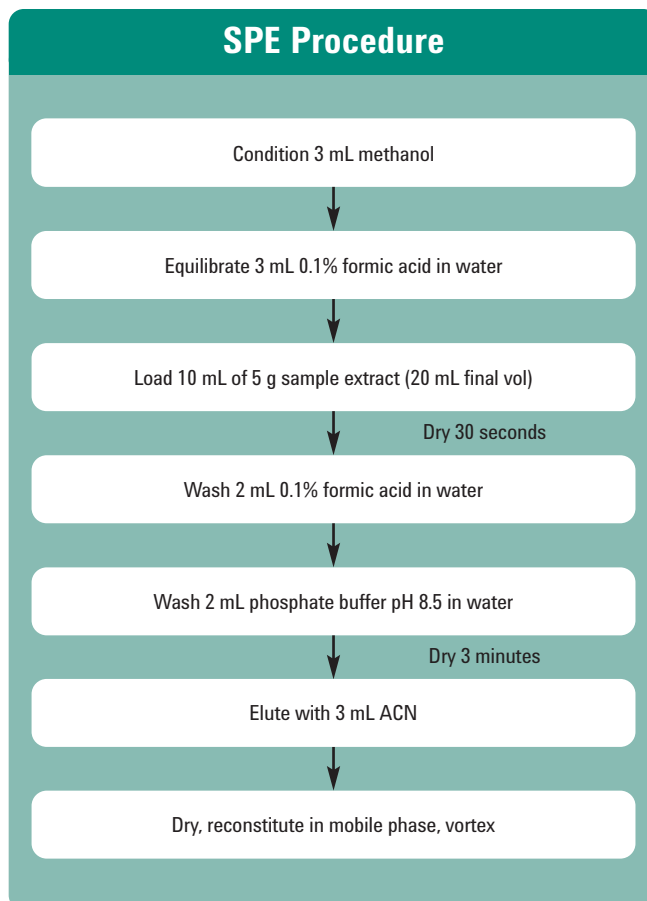 SPE Procedure
Condition 3 mL methanol
Equilibrate 3 mL 0.1% formic acid in water
Load 10 mL of 5 g sample extract (20 mL final vol)
Dry 30 seconds
Wash 2 mL 0.1% formic acid in water
Wash 2 mL phosphate buffer pH 8.5 in water
Dry 3 minutes
Elute with 3 mL ACN
Dry, reconstitute in mobile phase, vortex